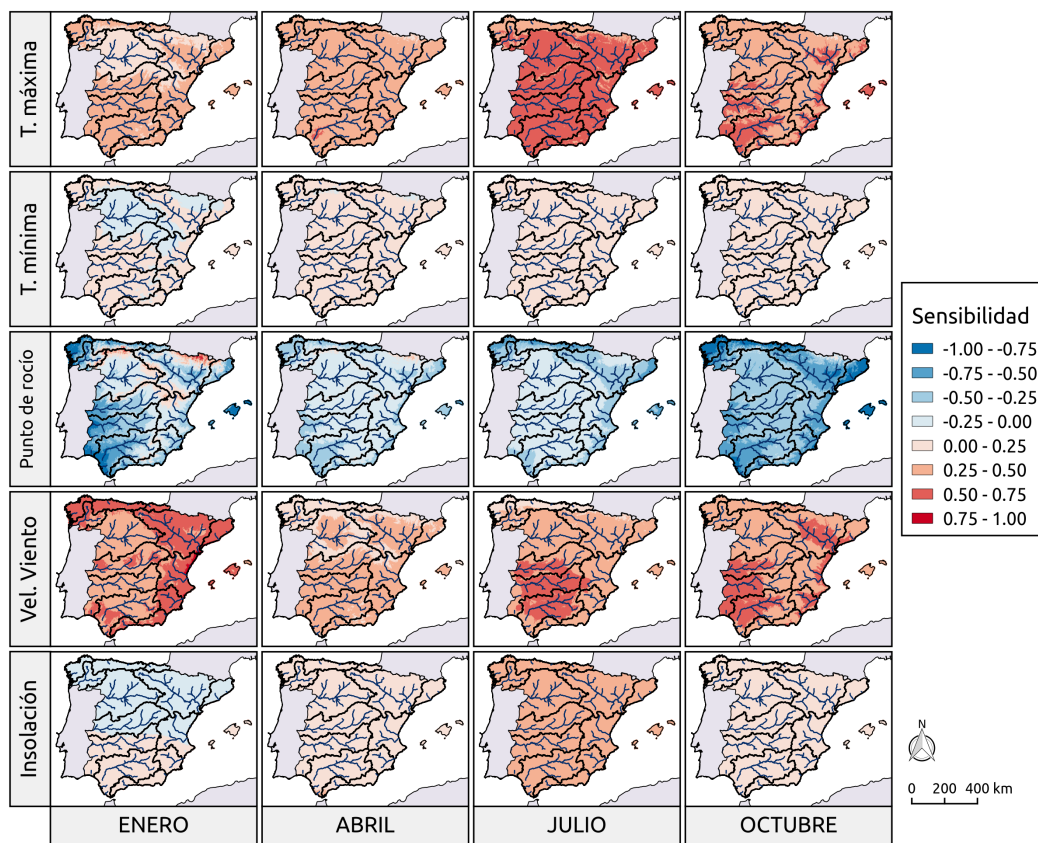 T. máxima
T. mínima
Punto de rocío
Vel. Viento
Insolación
ENERO
ABRIL
JULIO
OCTUBRE
Sensibilidad
-1.00 - -0.75
-0.75 - -0.50
-0.50 - -0.25
-0.25 - 0.00
0.00 - 0.25
0.25 - 0.50
0.50 - 0.75
0.75 - 1.00
N
0 200 400 km